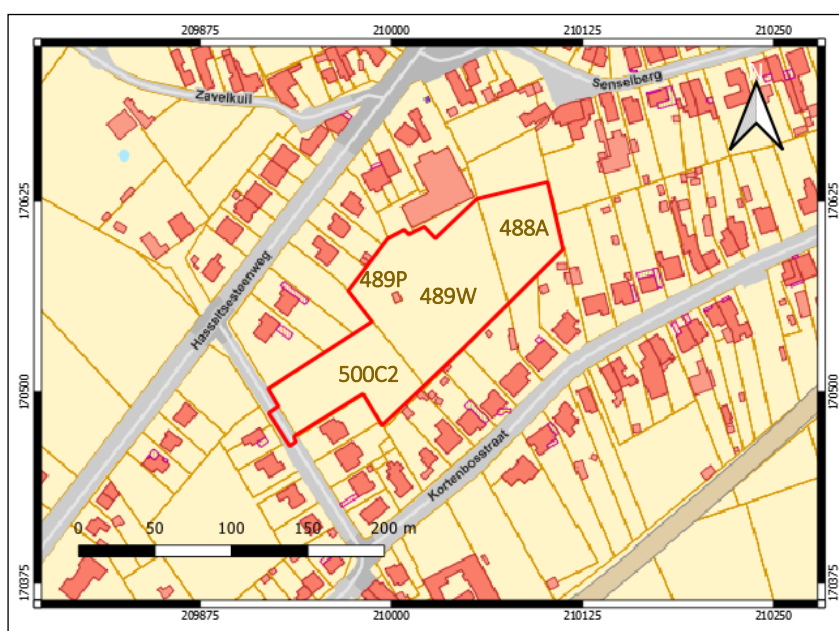 209875 210000 210125 210250
N
Zavelkuil
Senselberg
170625 170625
488A
489P
489W
Hasseltsesteenweg
170500 170500
500C2
Kortenbosstraat
0 50 100 150 200 m
170375 170375
209875 210000 210125 210250